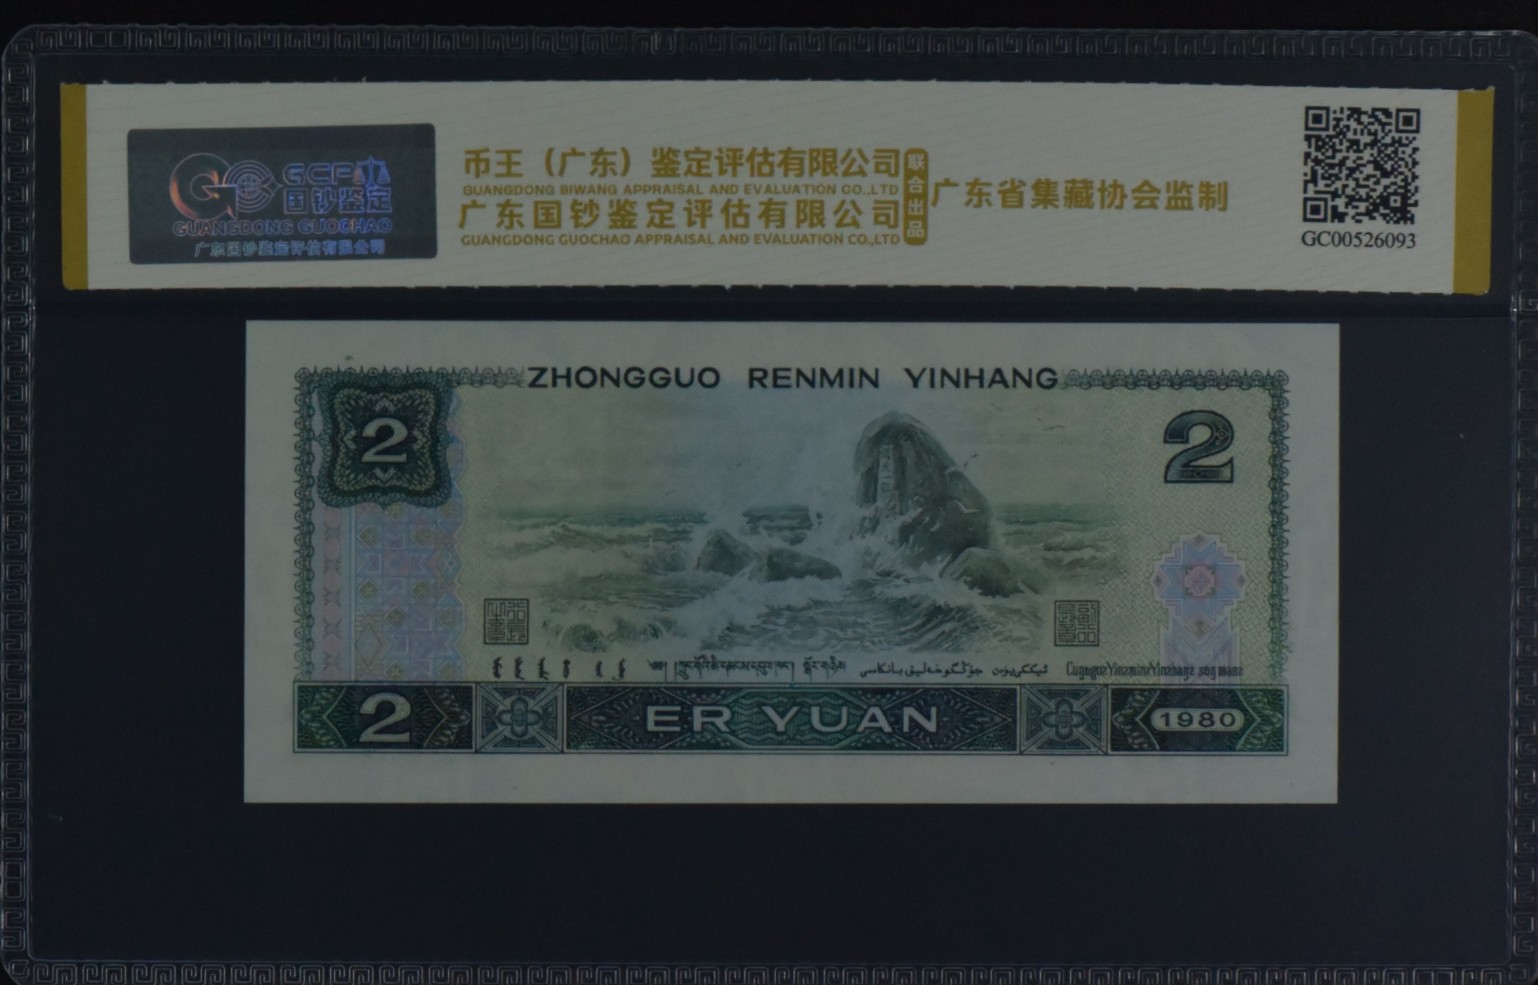 GCP
国钞鉴定
GUANGDONG GUOCHAO
广东国钞鉴定评估有限公司
币王（广东）鉴定评估有限公司
GUANGDONG BIWANG APPRAISAL AND EVALUATION CO.,LTD
广东国钞鉴定评估有限公司
GUANGDONG GUOCHAO APPRAISAL AND EVALUATION CO.,LTD
联合出品
广东省集藏协会监制
GC00526093
ZHONGGUO RENMIN YINHANG
2
2
2
ER YUAN
1980